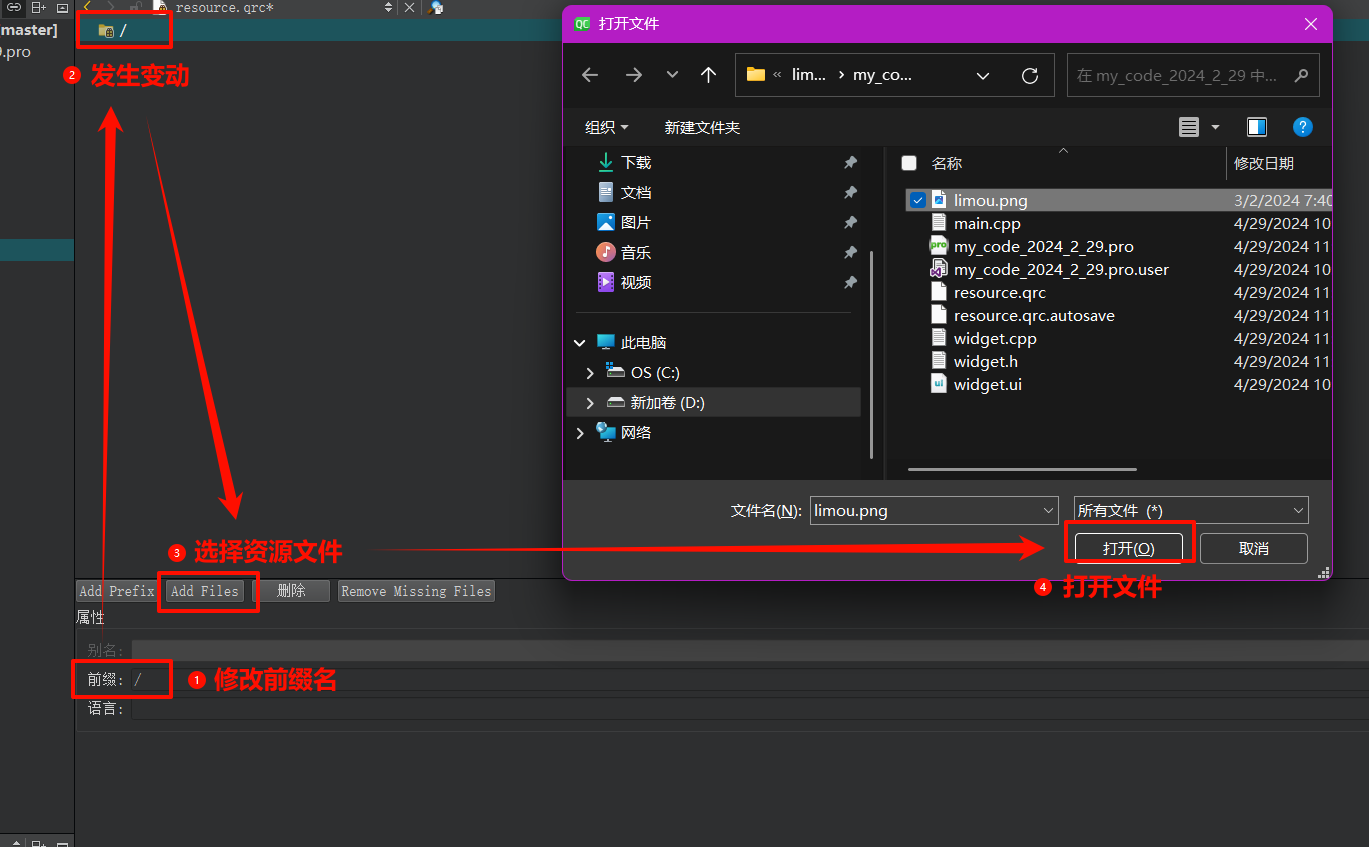 resource.qrc*
[master]
.pro
/
2 发生变动
打开文件
lim...
my_co...
在 my_code_2024_2_29 中...
组织
新建文件夹
下载
文档
图片
音乐
视频
此电脑
OS (C:)
新加卷 (D:)
网络
名称
修改日期
limou.png
3/2/2024 7:40
main.cpp
4/29/2024 10
my_code_2024_2_29.pro
4/29/2024 11
my_code_2024_2_29.pro.user
4/29/2024 10
resource.qrc
4/29/2024 11
resource.qrc.autosave
4/29/2024 11
widget.cpp
4/29/2024 11
widget.h
4/29/2024 11
widget.ui
4/29/2024 10
文件名(N):
limou.png
所有文件 (*)
打开(O)
取消
3 选择资源文件
4 打开文件
Add Prefix
Add Files
删除
Remove Missing Files
属性
别名:
前缀: /
1 修改前缀名
语言: